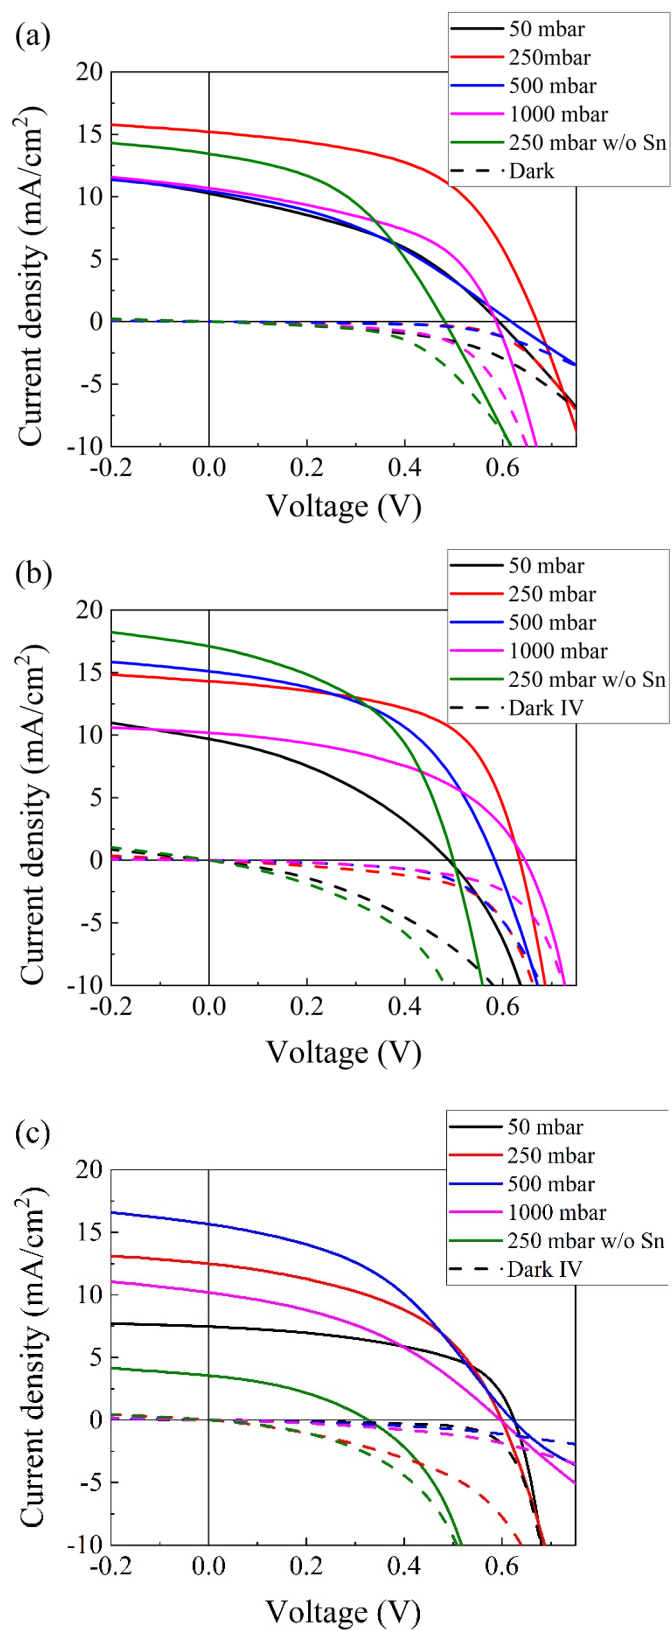 (a)
50 mbar
250mbar
500 mbar
1000 mbar
250 mbar w/o Sn
Dark
20
15
10
5
0
-5
-10
-0.2
0.0
0.2
0.4
0.6
Current density (mA/cm2)
Voltage (V)
(b)
50 mbar
250 mbar
500 mbar
1000 mbar
250 mbar w/o Sn
Dark IV
20
15
10
5
0
-5
-10
-0.2
0.0
0.2
0.4
0.6
Current density (mA/cm2)
Voltage (V)
(c)
50 mbar
250 mbar
500 mbar
1000 mbar
250 mbar w/o Sn
Dark IV
20
15
10
5
0
-5
-10
-0.2
0.0
0.2
0.4
0.6
Current density (mA/cm2)
Voltage (V)